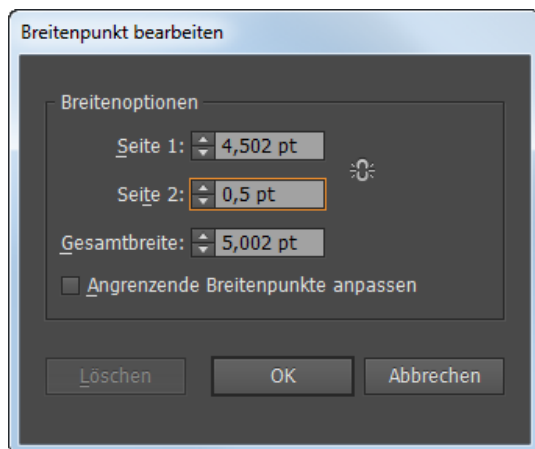 Breitenpunkt bearbeiten
Breitenoptionen
Seite 1: 4,502 pt
Seite 2: 0,5 pt
Gesamtbreite: 5,002 pt
Angrenzende Breitenpunkte anpassen
Löschen OK Abbrechen